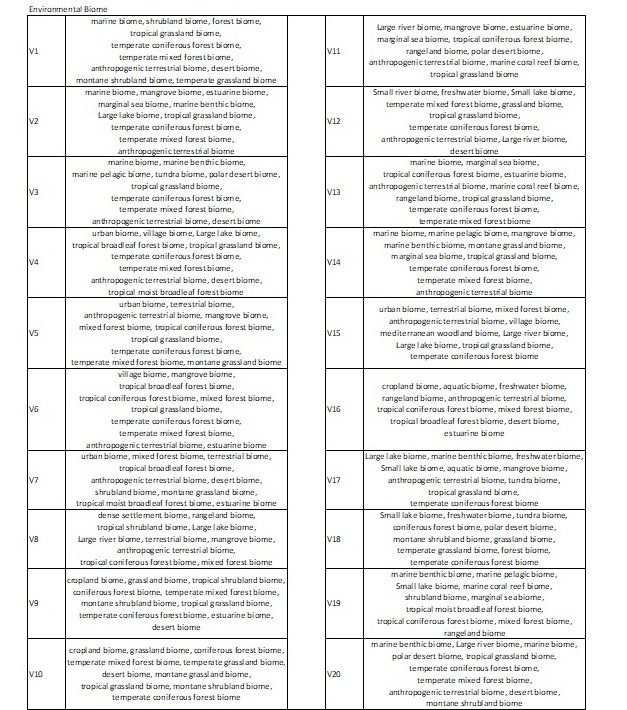 Environmental Biome
V1
marine biome, shrubland biome, forest biome,
tropical grassland biome,
temperate coniferous forest biome,
temperate mixed forest biome,
anthropogenic terrestrial biome, desert biome,
montane shrubland biome, temperate grassland biome
V11
Large river biome, mangrove biome, estuarine biome,
marginal sea biome, tropical coniferous forest biome,
rangeland biome, polar desert biome,
anthropogenic terrestrial biome, marine coral reef biome,
tropical grassland biome
V2
marine biome, mangrove biome, estuarine biome,
marginal sea biome, marine benthic biome,
Large lake biome, tropical grassland biome,
temperate coniferous forest biome,
temperate mixed forest biome,
anthropogenic terrestrial biome
V12
Small river biome, freshwater biome, Small lake biome,
temperate mixed forest biome, grassland biome,
tropical grassland biome,
temperate coniferous forest biome,
anthropogenic terrestrial biome, Large river biome,
desert biome
V3
marine biome, marine benthic biome,
marine pelagic biome, tundra biome, polar desert biome,
tropical grassland biome,
temperate coniferous forest biome,
temperate mixed forest biome,
anthropogenic terrestrial biome, desert biome
V13
marine biome, marginal sea biome,
tropical coniferous forest biome, estuarine biome,
anthropogenic terrestrial biome, marine coral reef biome,
rangeland biome, tropical grassland biome,
temperate coniferous forest biome,
temperate mixed forest biome
V4
urban biome, village biome, Large lake biome,
tropical broadleaf forest biome, tropical grassland biome,
temperate coniferous forest biome,
temperate mixed forest biome,
anthropogenic terrestrial biome, desert biome,
tropical moist broadleaf forest biome
V14
marine biome, marine pelagic biome, mangrove biome,
marine benthic biome, montane grassland biome,
marginal sea biome, tropical grassland biome,
temperate coniferous forest biome,
temperate mixed forest biome,
anthropogenic terrestrial biome
V5
urban biome, terrestrial biome,
anthropogenic terrestrial biome, mangrove biome,
mixed forest biome, tropical coniferous forest biome,
tropical grassland biome,
temperate coniferous forest biome,
temperate mixed forest biome, montane grassland biome
V15
urban biome, terrestrial biome, mixed forest biome,
anthropogenic terrestrial biome, village biome,
mediterranean woodland biome, Large river biome,
Large lake biome, tropical grassland biome,
temperate coniferous forest biome
V6
village biome, mangrove biome,
tropical broadleaf forest biome,
tropical coniferous forest biome, mixed forest biome,
tropical grassland biome,
temperate coniferous forest biome,
temperate mixed forest biome,
anthropogenic terrestrial biome, estuarine biome
V16
cropland biome, aquatic biome, freshwater biome,
rangeland biome, anthropogenic terrestrial biome,
tropical coniferous forest biome, mixed forest biome,
tropical broadleaf forest biome, desert biome,
estuarine biome
V7
urban biome, mixed forest biome, terrestrial biome,
tropical broadleaf forest biome,
anthropogenic terrestrial biome, desert biome,
shrubland biome, montane grassland biome,
tropical moist broadleaf forest biome, estuarine biome
V17
Large lake biome, marine benthic biome, freshwater biome,
Small lake biome, aquatic biome, mangrove biome,
anthropogenic terrestrial biome, tundra biome,
tropical grassland biome,
temperate coniferous forest biome
V8
dense settlement biome, rangeland biome,
tropical shrubland biome, Large lake biome,
Large river biome, terrestrial biome, mangrove biome,
anthropogenic terrestrial biome,
tropical coniferous forest biome, mixed forest biome
V18
Small lake biome, freshwater biome, tundra biome,
coniferous forest biome, polar desert biome,
montane shrubland biome, grassland biome,
temperate grassland biome, forest biome,
temperate coniferous forest biome
V9
cropland biome, grassland biome, tropical shrubland biome,
coniferous forest biome, temperate mixed forest biome,
montane shrubland biome, tropical grassland biome,
temperate coniferous forest biome, estuarine biome,
desert biome
V19
marine benthic biome, marine pelagic biome,
Small lake biome, marine coral reef biome,
shrubland biome, marginal sea biome,
tropical moist broadleaf forest biome,
tropical coniferous forest biome, mixed forest biome,
rangeland biome
V10
cropland biome, grassland biome, coniferous forest biome,
temperate mixed forest biome, temperate grassland biome,
desert biome, montane grassland biome,
tropical grassland biome, montane shrubland biome,
temperate coniferous forest biome
V20
marine benthic biome, Large river biome, marine biome,
polar desert biome, tropical grassland biome,
temperate coniferous forest biome,
temperate mixed forest biome,
anthropogenic terrestrial biome, desert biome,
montane shrubland biome